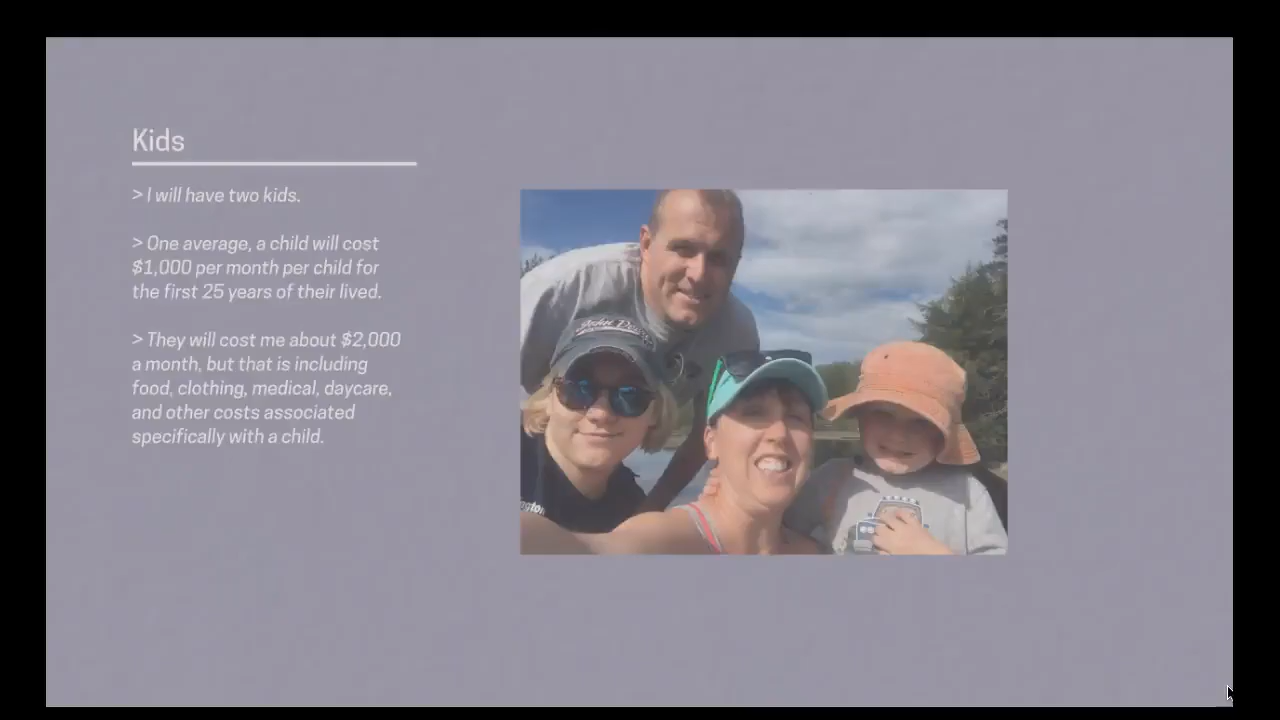 Kids
> I will have two kids.
> One average, a child will cost
$1,000 per month per child for
the first 25 years of their lived.
> They will cost me about $2,000
a month, but that is including
food, clothing, medical, daycare,
and other costs associated
specifically with a child.
John